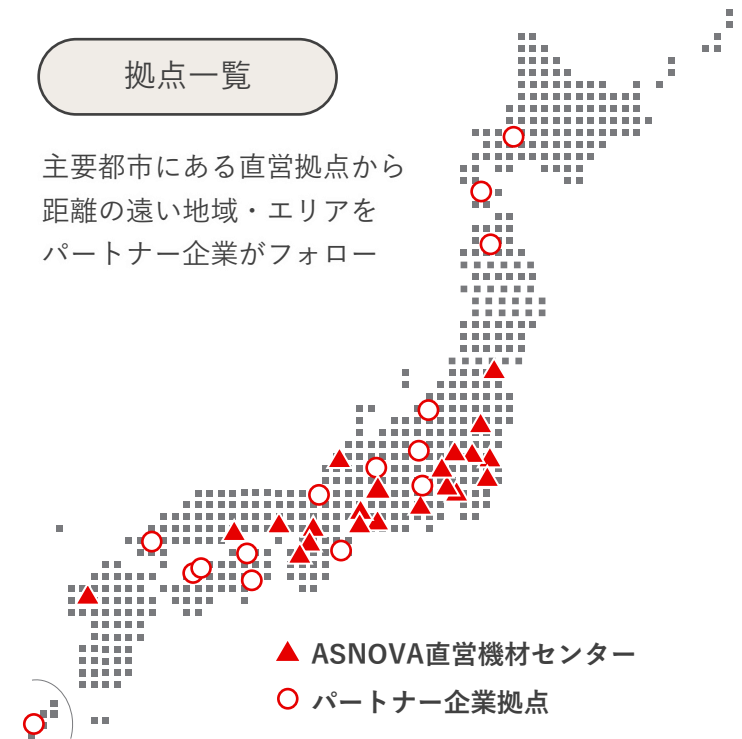 拠点一覧
主要都市にある直営拠点から
距離の遠い地域・エリアを
パートナー企業がフォロー
ASNOVA直営機材センター
パートナー企業拠点